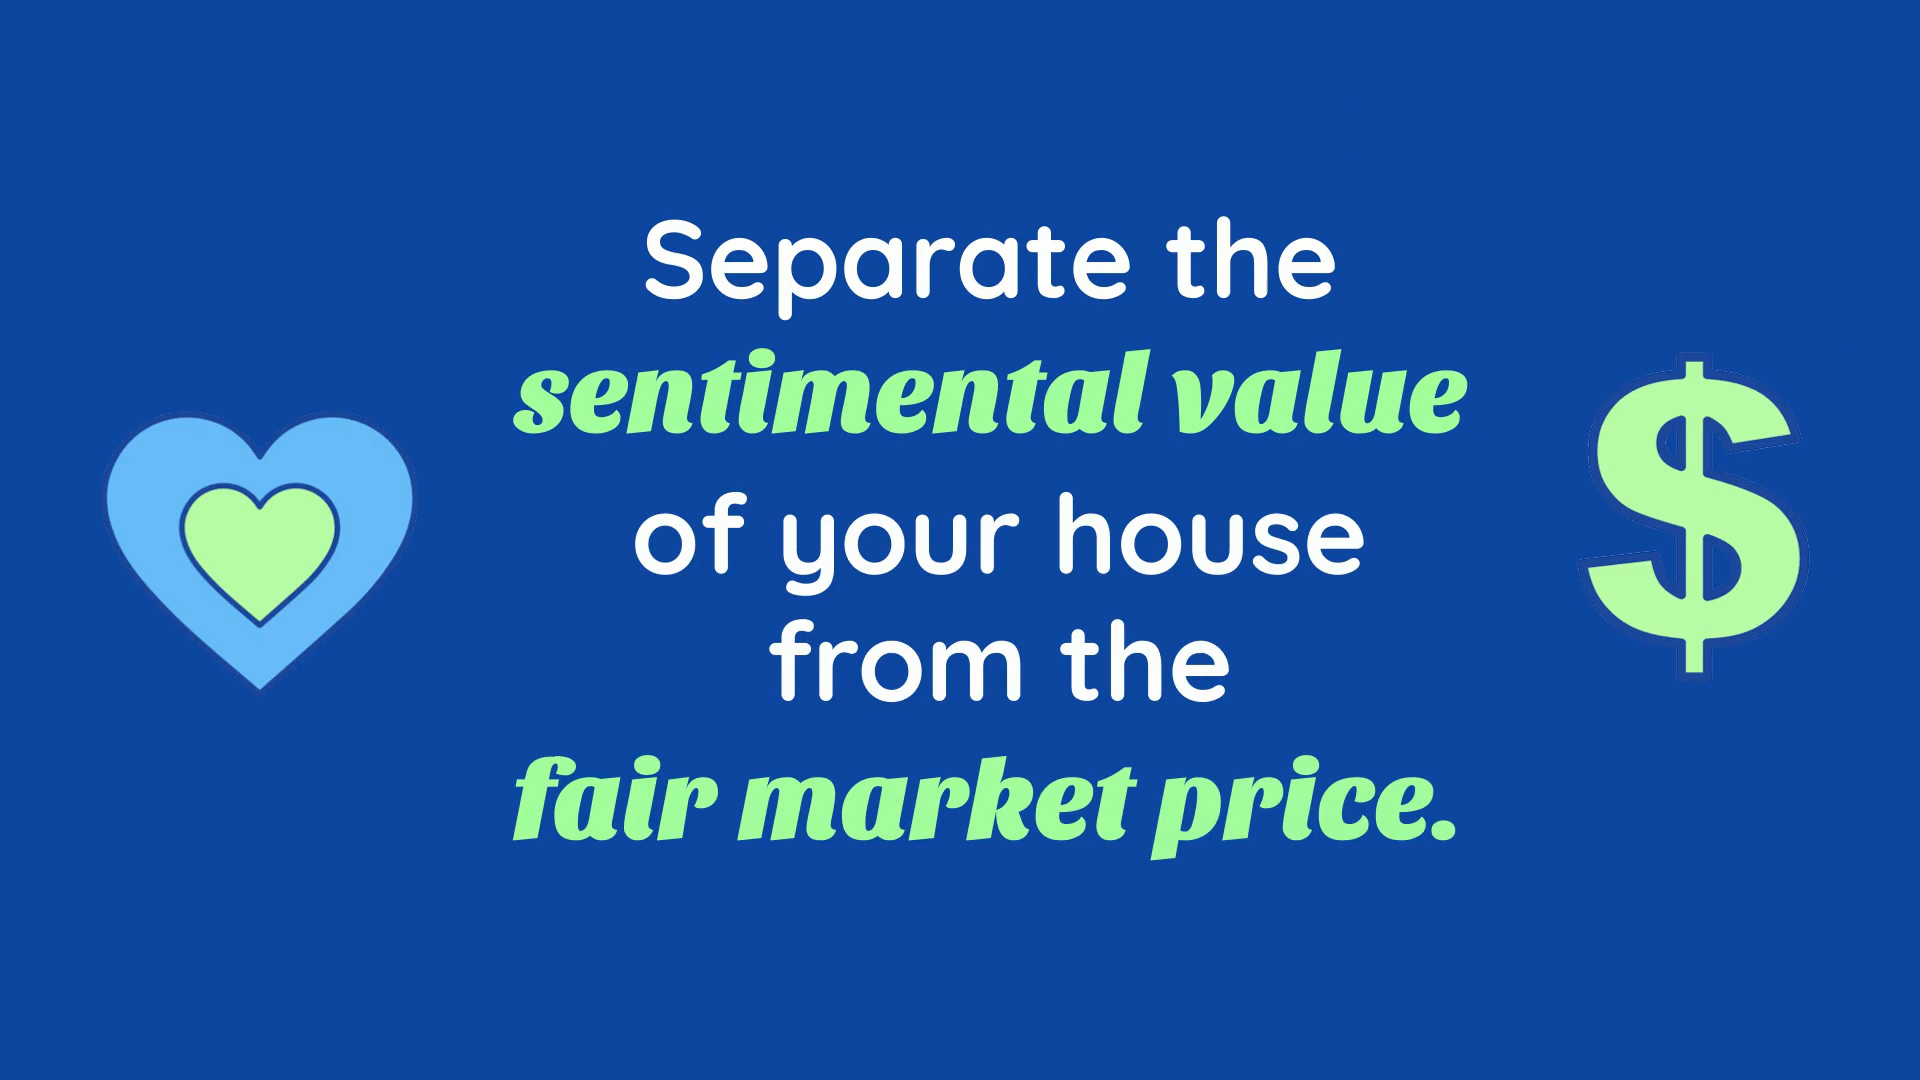 Separate the
sentimental value
of your house
from the
fair market price.
$